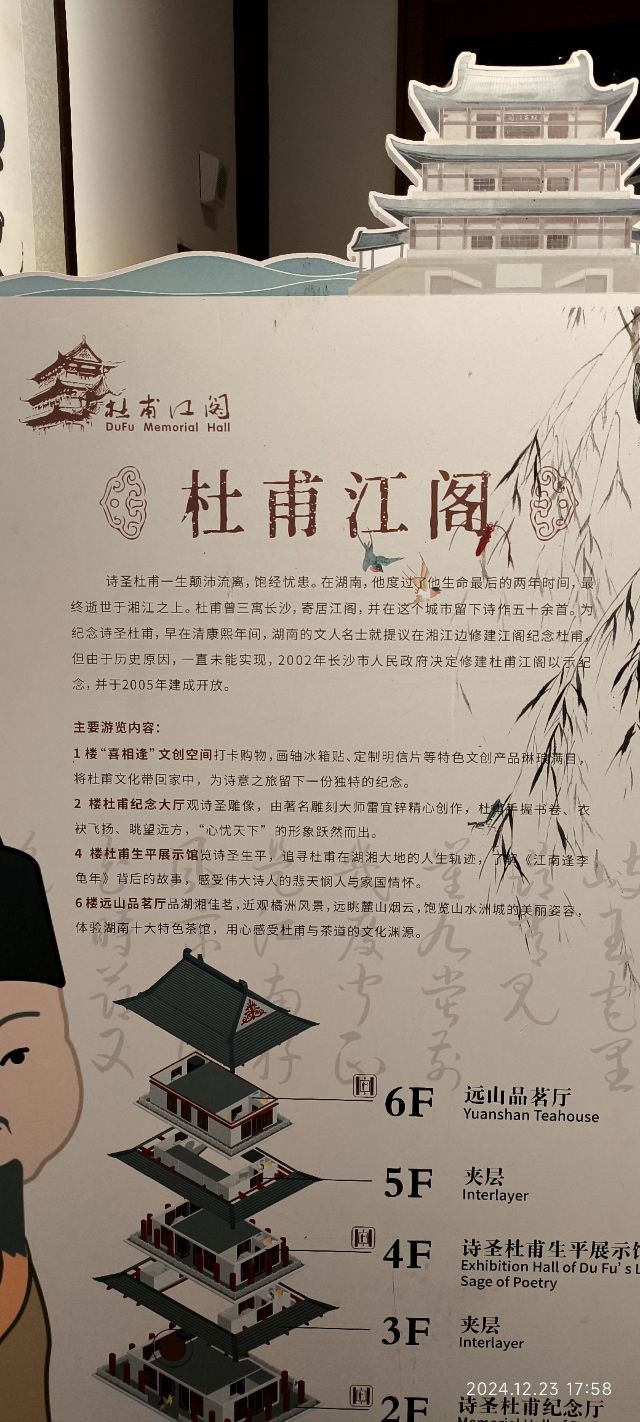 杜甫江阁
DuFu Memorial Hall
杜甫江阁
诗圣杜甫一生颠沛流离，饱经忧患。在湖南，他度过了他生命最后的两年时间，最
终逝世于湘江之上。杜甫曾三寓长沙，寄居江阁，并在这个城市留下诗作五十余首。为
纪念诗圣杜甫，早在清康熙年间，湖南的文人名士就提议在湘江边修建江阁纪念杜甫，
但由于历史原因，一直未能实现，2002年长沙市人民政府决定修建杜甫江阁以示纪
念，并于2005年建成开放。
主要游览内容：
1 楼“喜相逢”文创空间打卡购物，画轴冰箱贴、定制明信片等特色文创产品琳琅满目，
将杜甫文化带回家中，为诗意之旅留下一份独特的纪念。
2 楼杜甫纪念大厅观诗圣雕像，由著名雕刻大师雷宜锌精心创作，杜甫手握书卷、衣
袂飞扬、眺望远方，“心忧天下”的形象跃然而出。
4 楼杜甫生平展示馆览诗圣生平，追寻杜甫在湖湘大地的人生轨迹，了解《江南逢李
龟年》背后的故事，感受伟大诗人的悲天悯人与家国情怀。
6楼远山品茗厅品湖湘佳茗，近观橘洲风景，远眺麓山烟云，饱览山水洲城的美丽姿容，
体验湖南十大特色茶馆，用心感受杜甫与茶道的文化渊源。
6F 远山品茗厅
Yuanshan Teahouse
5F 夹层
Interlayer
4F 诗圣杜甫生平展示
Exhibition Hall of Du Fu's
Sage of Poetry
3F 夹层
Interlayer
2024.12.23 17:58
2F 诗圣杜甫纪念厅